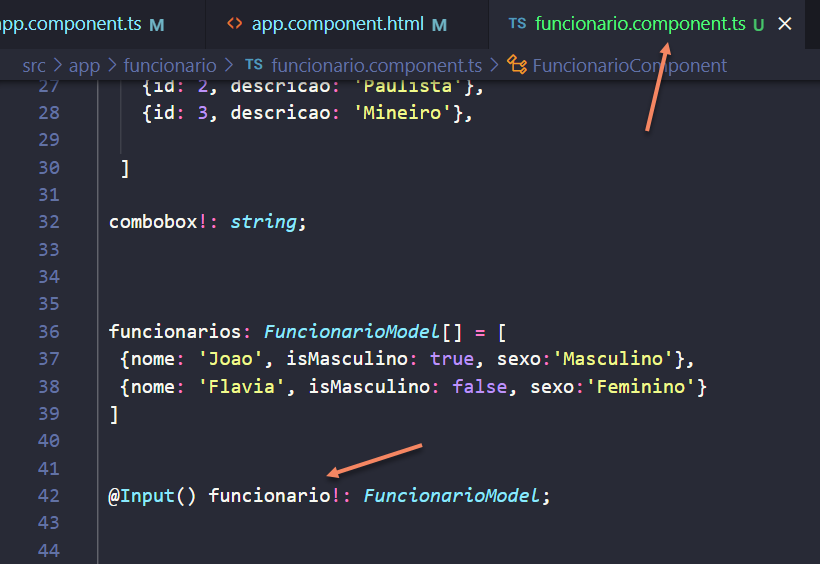 app.component.ts M <> app.component.html M TS funcionario.component.ts U ×
src > app > funcionario > TS funcionario.component.ts > FuncionarioComponent
27 {id: 2, descricao: 'Paulista'},
28 {id: 3, descricao: 'Mineiro'},
29
30 ]
31
32 combobox!: string;
33
34
35
36 funcionarios: FuncionarioModel[] = [
37 {nome: 'Joao', isMasculino: true, sexo:'Masculino'},
38 {nome: 'Flavia', isMasculino: false, sexo:'Feminino'}
39 ]
40
41
42 @Input() funcionario!: FuncionarioModel;
43
44